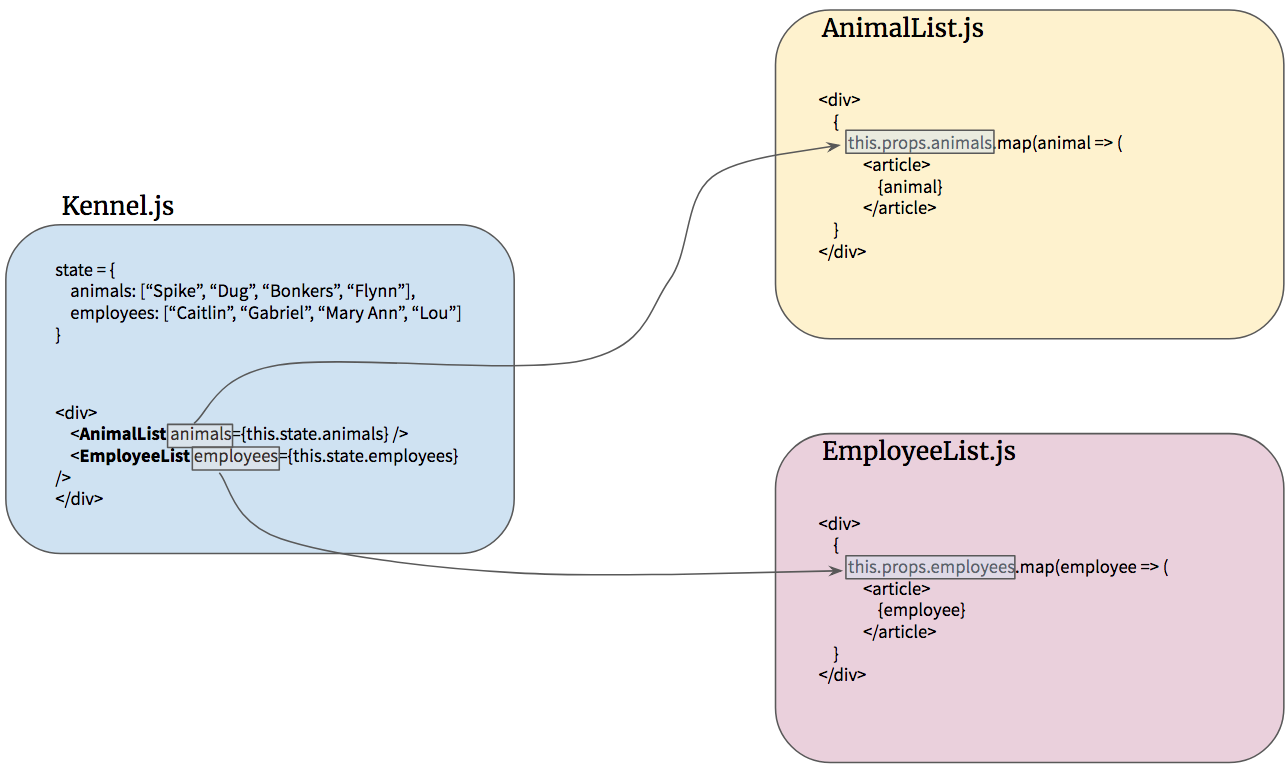 Kennel.js
state = {
animals: [“Spike”, “Dug”, “Bonkers”, “Flynn”],
employees: [“Caitlin”, “Gabriel”, “Mary Ann”, “Lou”]
}
<div>
<AnimalList animals={this.state.animals} />
<EmployeeList employees={this.state.employees}
/>
</div>
AnimalList.js
<div>
{
this.props.animals.map(animal => (
<article>
{animal}
</article>
}
</div>
EmployeeList.js
<div>
{
this.props.employees.map(employee => (
<article>
{employee}
</article>
}
</div>